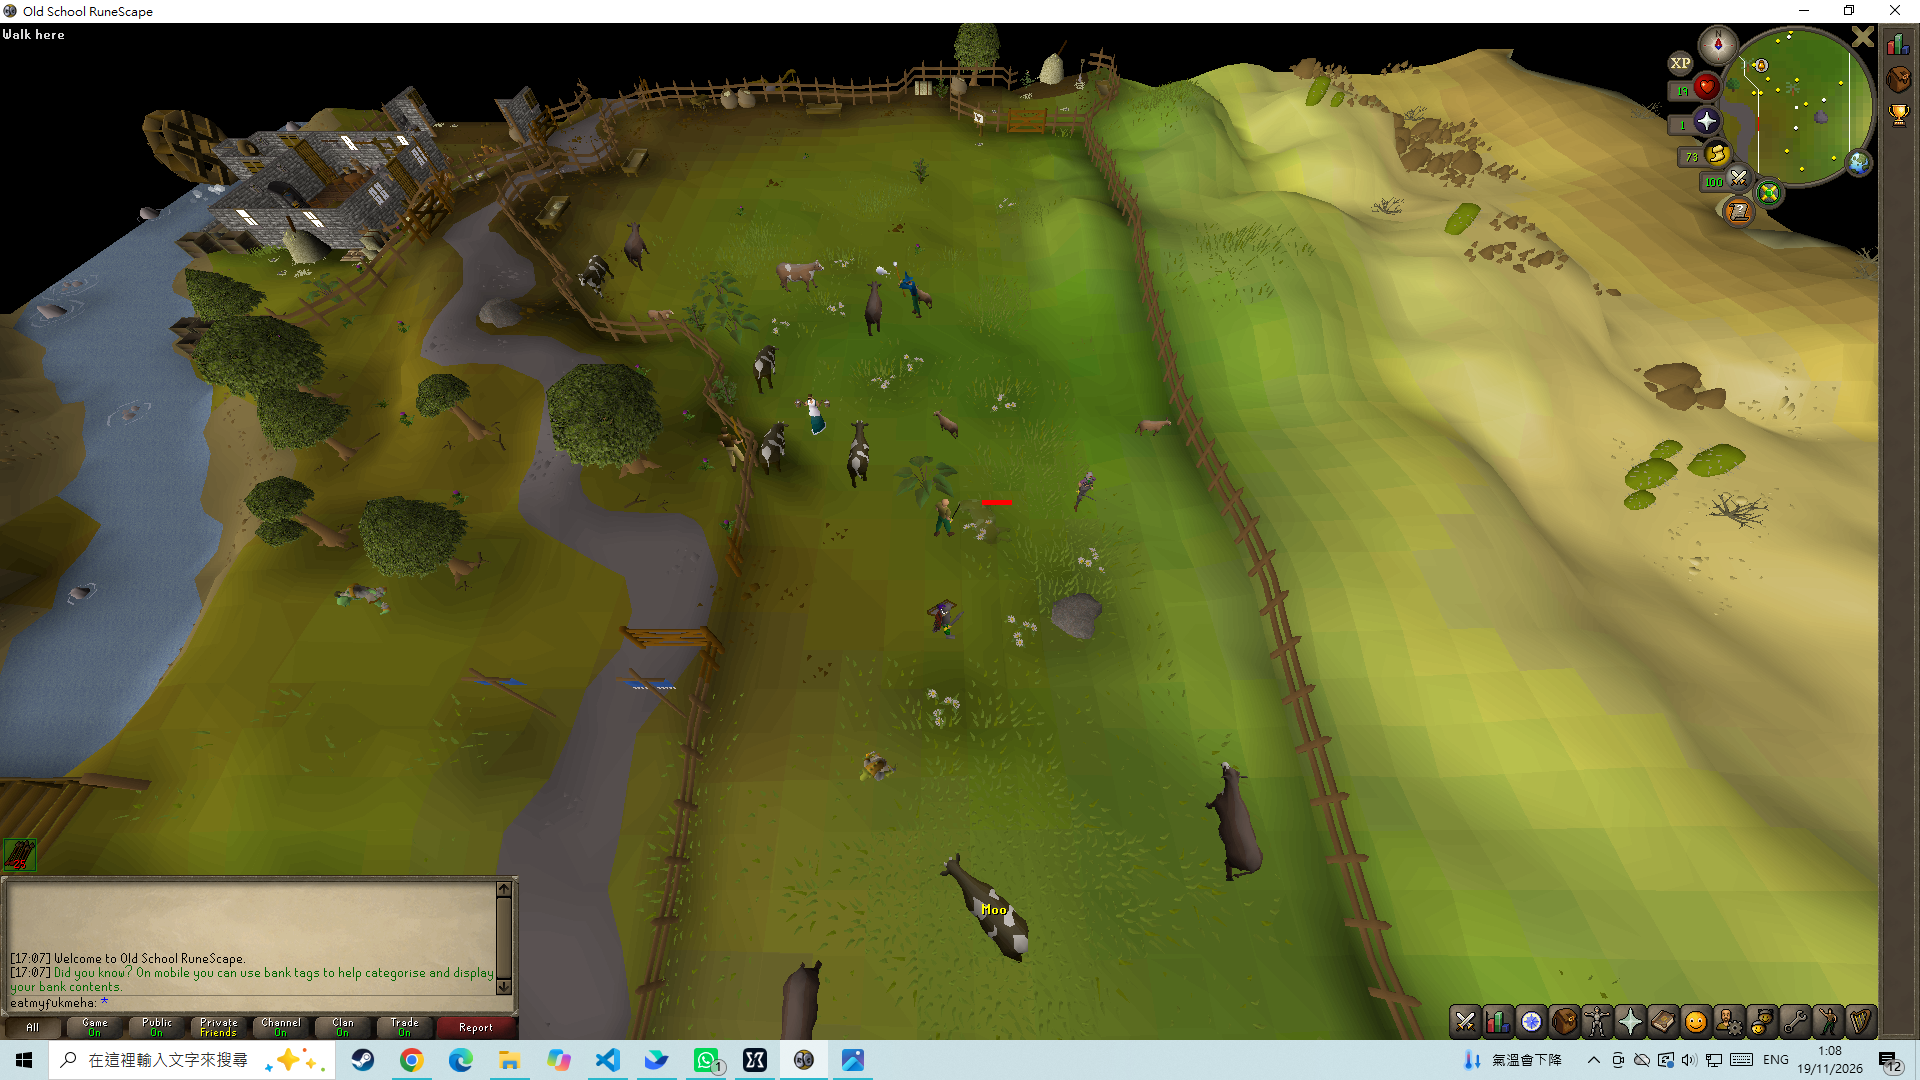 Old School RuneScape
Walk here
N
XP
19
1
73
100
Moo
25
[17:07] Welcome to Old School RuneScape.
[17:07] Did you know? On mobile you can use bank tags to help categorise and display
your bank contents.
eatmyfukmeha: *
All
Game
On
Public
On
Private
Friends
Channel
On
Clan
On
Trade
On
Report
在這裡輸入文字來搜尋
1
氣溫會下降
ENG
1:08
19/11/2026
12